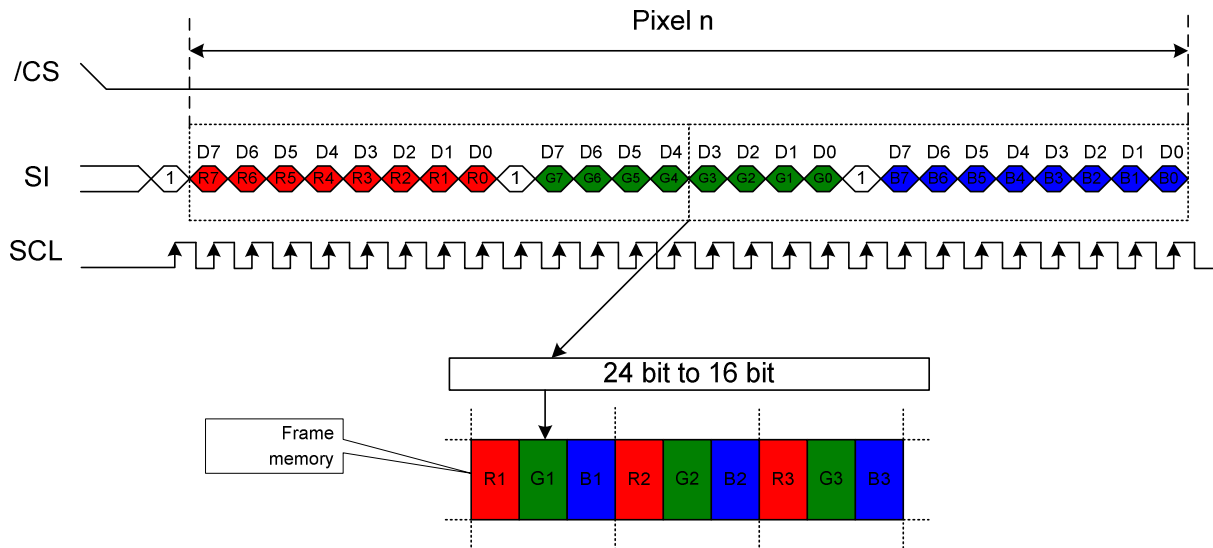 Pixel n
/CS
D7 D6 D5 D4 D3 D2 D1 D0 D7 D6 D5 D4 D3 D2 D1 D0 D7 D6 D5 D4 D3 D2 D1 D0
SI 1 R7 R6 R5 R4 R3 R2 R1 R0 1 G7 G6 G5 G4 G3 G2 G1 G0 1 B7 B6 B5 B4 B3 B2 B1 B0
SCL
24 bit to 16 bit
Frame
memory
R1 G1 B1 R2 G2 B2 R3 G3 B3